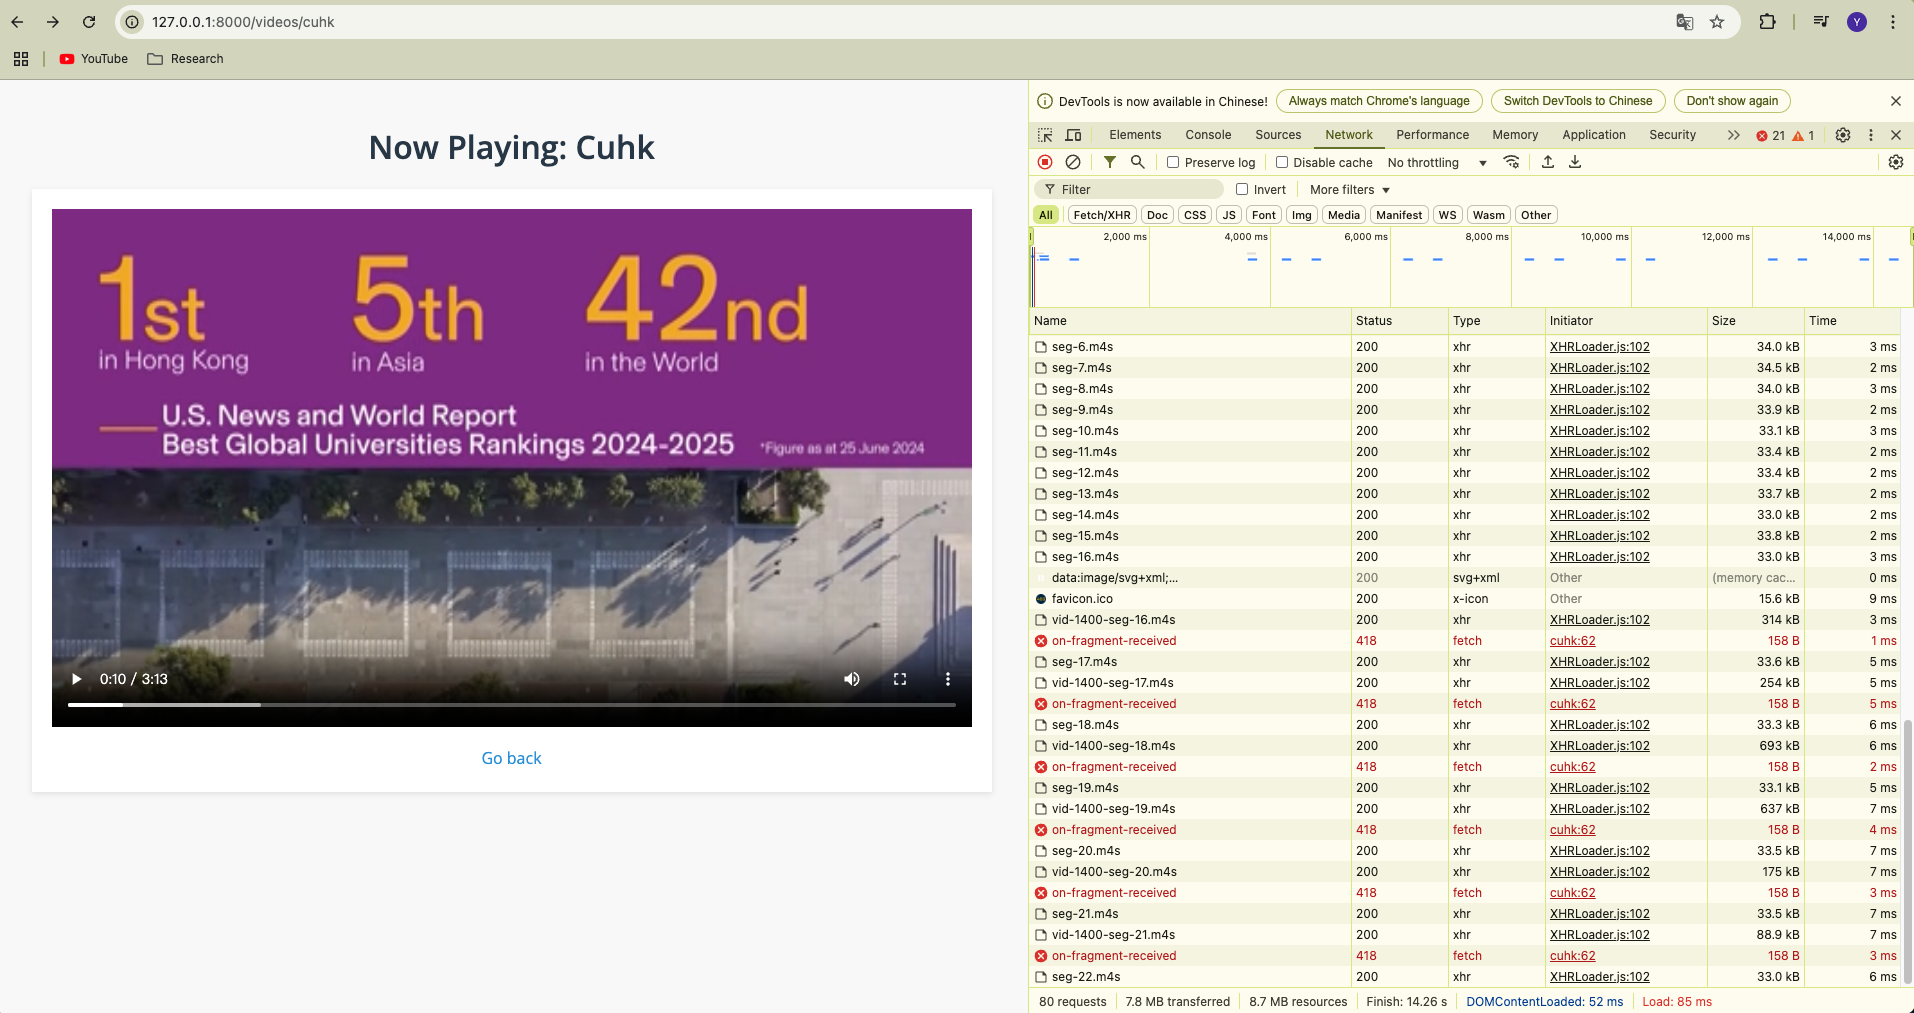 127.0.0.1:8000/videos/cuhk
Y
YouTube
Research
Now Playing: Cuhk
1st
in Hong Kong
5th
in Asia
42nd
in the World
U.S. News and World Report
Best Global Universities Rankings 2024-2025
*Figure as at 25 June 2024
0:10 / 3:13
Go back
DevTools is now available in Chinese!
Always match Chrome's language
Switch DevTools to Chinese
Don't show again
Elements
Console
Sources
Network
Performance
Memory
Application
Security
21
1
Preserve log
Disable cache
No throttling
Filter
Invert
More filters
All
Fetch/XHR
Doc
CSS
JS
Font
Img
Media
Manifest
WS
Wasm
Other
2,000 ms
4,000 ms
6,000 ms
8,000 ms
10,000 ms
12,000 ms
14,000 ms
Name Status Type Initiator Size Time
seg-6.m4s 200 xhr XHRLoader.js:102 34.0 kB 3 ms
seg-7.m4s 200 xhr XHRLoader.js:102 34.5 kB 2 ms
seg-8.m4s 200 xhr XHRLoader.js:102 34.0 kB 3 ms
seg-9.m4s 200 xhr XHRLoader.js:102 33.9 kB 2 ms
seg-10.m4s 200 xhr XHRLoader.js:102 33.1 kB 3 ms
seg-11.m4s 200 xhr XHRLoader.js:102 33.4 kB 2 ms
seg-12.m4s 200 xhr XHRLoader.js:102 33.4 kB 2 ms
seg-13.m4s 200 xhr XHRLoader.js:102 33.7 kB 2 ms
seg-14.m4s 200 xhr XHRLoader.js:102 33.0 kB 2 ms
seg-15.m4s 200 xhr XHRLoader.js:102 33.8 kB 2 ms
seg-16.m4s 200 xhr XHRLoader.js:102 33.0 kB 3 ms
data:image/svg+xml;... 200 svg+xml Other (memory cac... 0 ms
favicon.ico 200 x-icon Other 15.6 kB 9 ms
vid-1400-seg-16.m4s 200 xhr XHRLoader.js:102 314 kB 3 ms
on-fragment-received 418 fetch cuhk:62 158 B 1 ms
seg-17.m4s 200 xhr XHRLoader.js:102 33.6 kB 5 ms
vid-1400-seg-17.m4s 200 xhr XHRLoader.js:102 254 kB 5 ms
on-fragment-received 418 fetch cuhk:62 158 B 5 ms
seg-18.m4s 200 xhr XHRLoader.js:102 33.3 kB 6 ms
vid-1400-seg-18.m4s 200 xhr XHRLoader.js:102 693 kB 6 ms
on-fragment-received 418 fetch cuhk:62 158 B 2 ms
seg-19.m4s 200 xhr XHRLoader.js:102 33.1 kB 5 ms
vid-1400-seg-19.m4s 200 xhr XHRLoader.js:102 637 kB 7 ms
on-fragment-received 418 fetch cuhk:62 158 B 4 ms
seg-20.m4s 200 xhr XHRLoader.js:102 33.5 kB 7 ms
vid-1400-seg-20.m4s 200 xhr XHRLoader.js:102 175 kB 7 ms
on-fragment-received 418 fetch cuhk:62 158 B 3 ms
seg-21.m4s 200 xhr XHRLoader.js:102 33.5 kB 7 ms
vid-1400-seg-21.m4s 200 xhr XHRLoader.js:102 88.9 kB 7 ms
on-fragment-received 418 fetch cuhk:62 158 B 3 ms
seg-22.m4s 200 xhr XHRLoader.js:102 33.0 kB 6 ms
80 requests 7.8 MB transferred 8.7 MB resources Finish: 14.26 s DOMContentLoaded: 52 ms Load: 85 ms